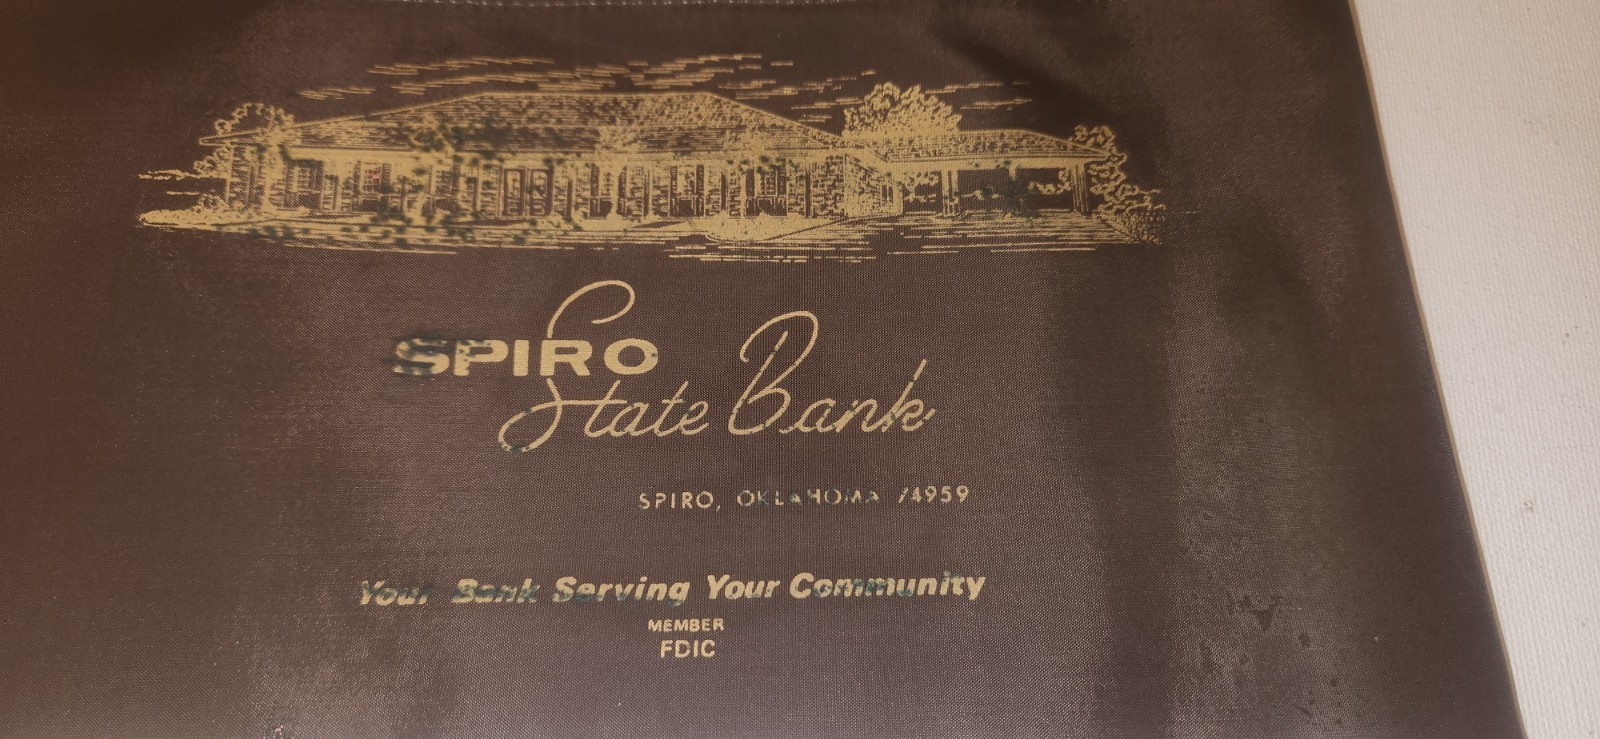 SPIRO
State Bank
SPIRO, OKLAHOMA 74959
Your Bank Serving Your Community
MEMBER
FDIC